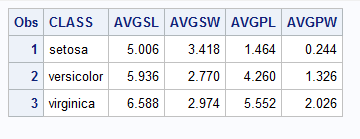 Obs CLASS AVGSL AVGSW AVGPL AVGPW
1 setosa 5.006 3.418 1.464 0.244
2 versicolor 5.936 2.770 4.260 1.326
3 virginica 6.588 2.974 5.552 2.026